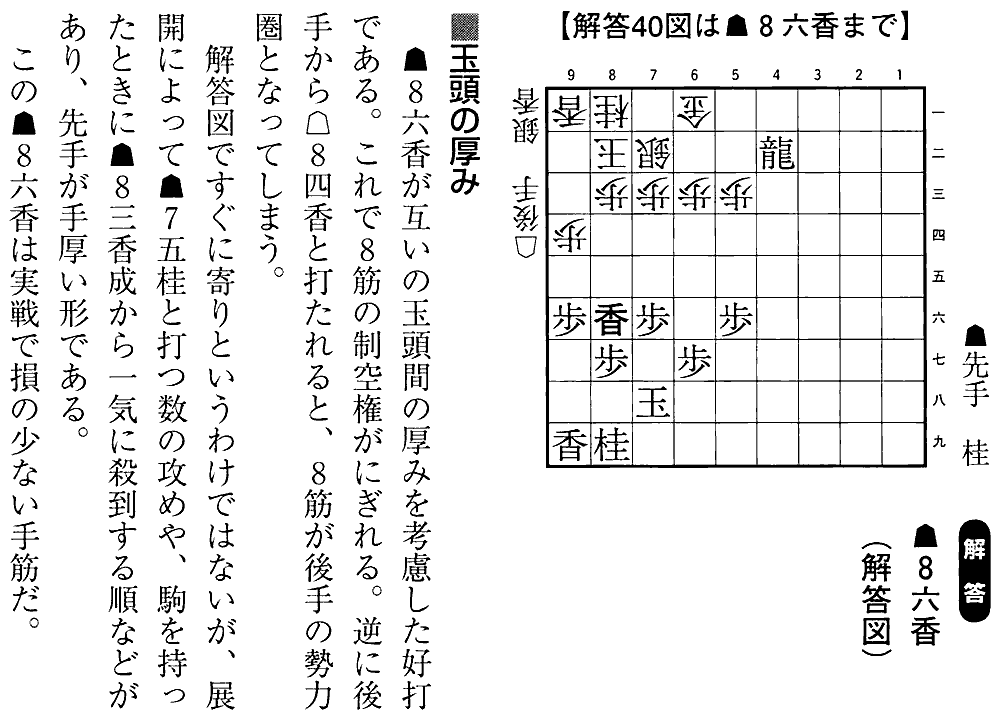 【解答40図は☗8六香まで】
9 8 7 6 5 4 3 2 1
香 桂 金 一
王 銀 龍 二
歩 歩 歩 歩 三
歩 四
五
歩 香 歩 歩 六
歩 歩 七
玉 八
香 桂 九
☖後手 銀香
☗先手 桂
解答
☗8六香
(解答図)
■玉頭の厚み
☗8六香が互いの玉頭間の厚みを考慮した好打
である。これで8筋の制空権がにぎれる。逆に後
手から☖8四香と打たれると、8筋が後手の勢力
圏となってしまう。
解答図ですぐに寄りというわけではないが、展
開によって☗7五桂と打つ数の攻めや、駒を持っ
たときに☗8三香成から一気に殺到する順などが
あり、先手が手厚い形である。
この☗8六香は実戦で損の少ない手筋だ。